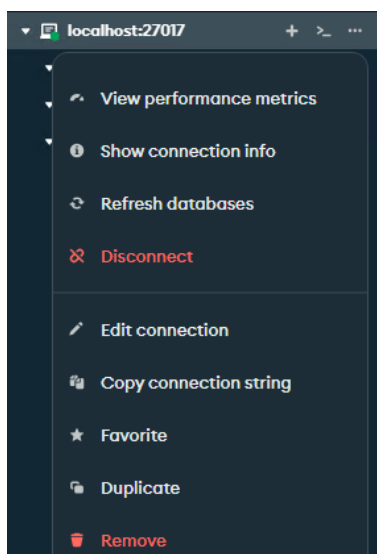 localhost:27017
View performance metrics
Show connection info
Refresh databases
Disconnect
Edit connection
Copy connection string
Favorite
Duplicate
Remove